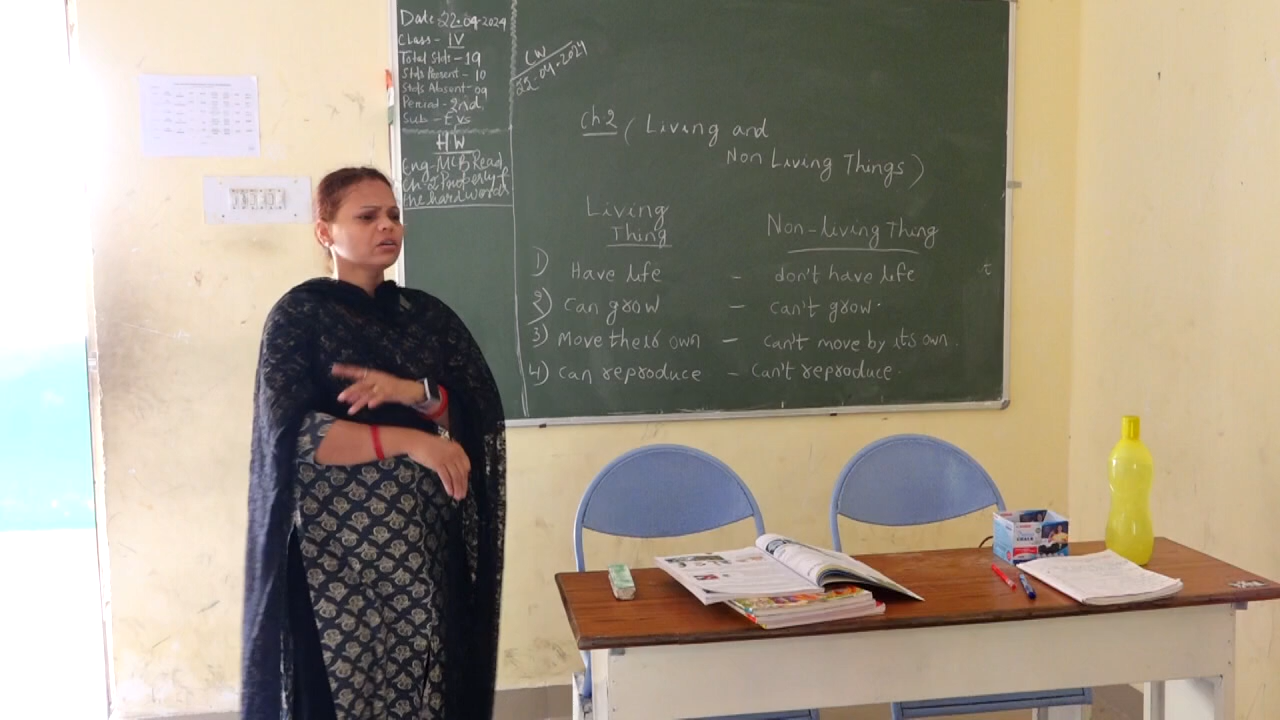 Date 22.04.2024
Class - IV
Total Stds - 19
Stds Present - 10
Stds Absent - 09
Period - 2nd
Sub - EVS
HW
Eng - MCB Read
Ch-2 Properly &
the hard words
CW
22-04-2024
Ch-2 (Living and
Non Living Things)
Living
Thing
Non-living Thing
1) Have life - don't have life
2) Can grow - can't grow.
3) Move their own - can't move by its own.
4) Can reproduce - can't reproduce.
CHALK